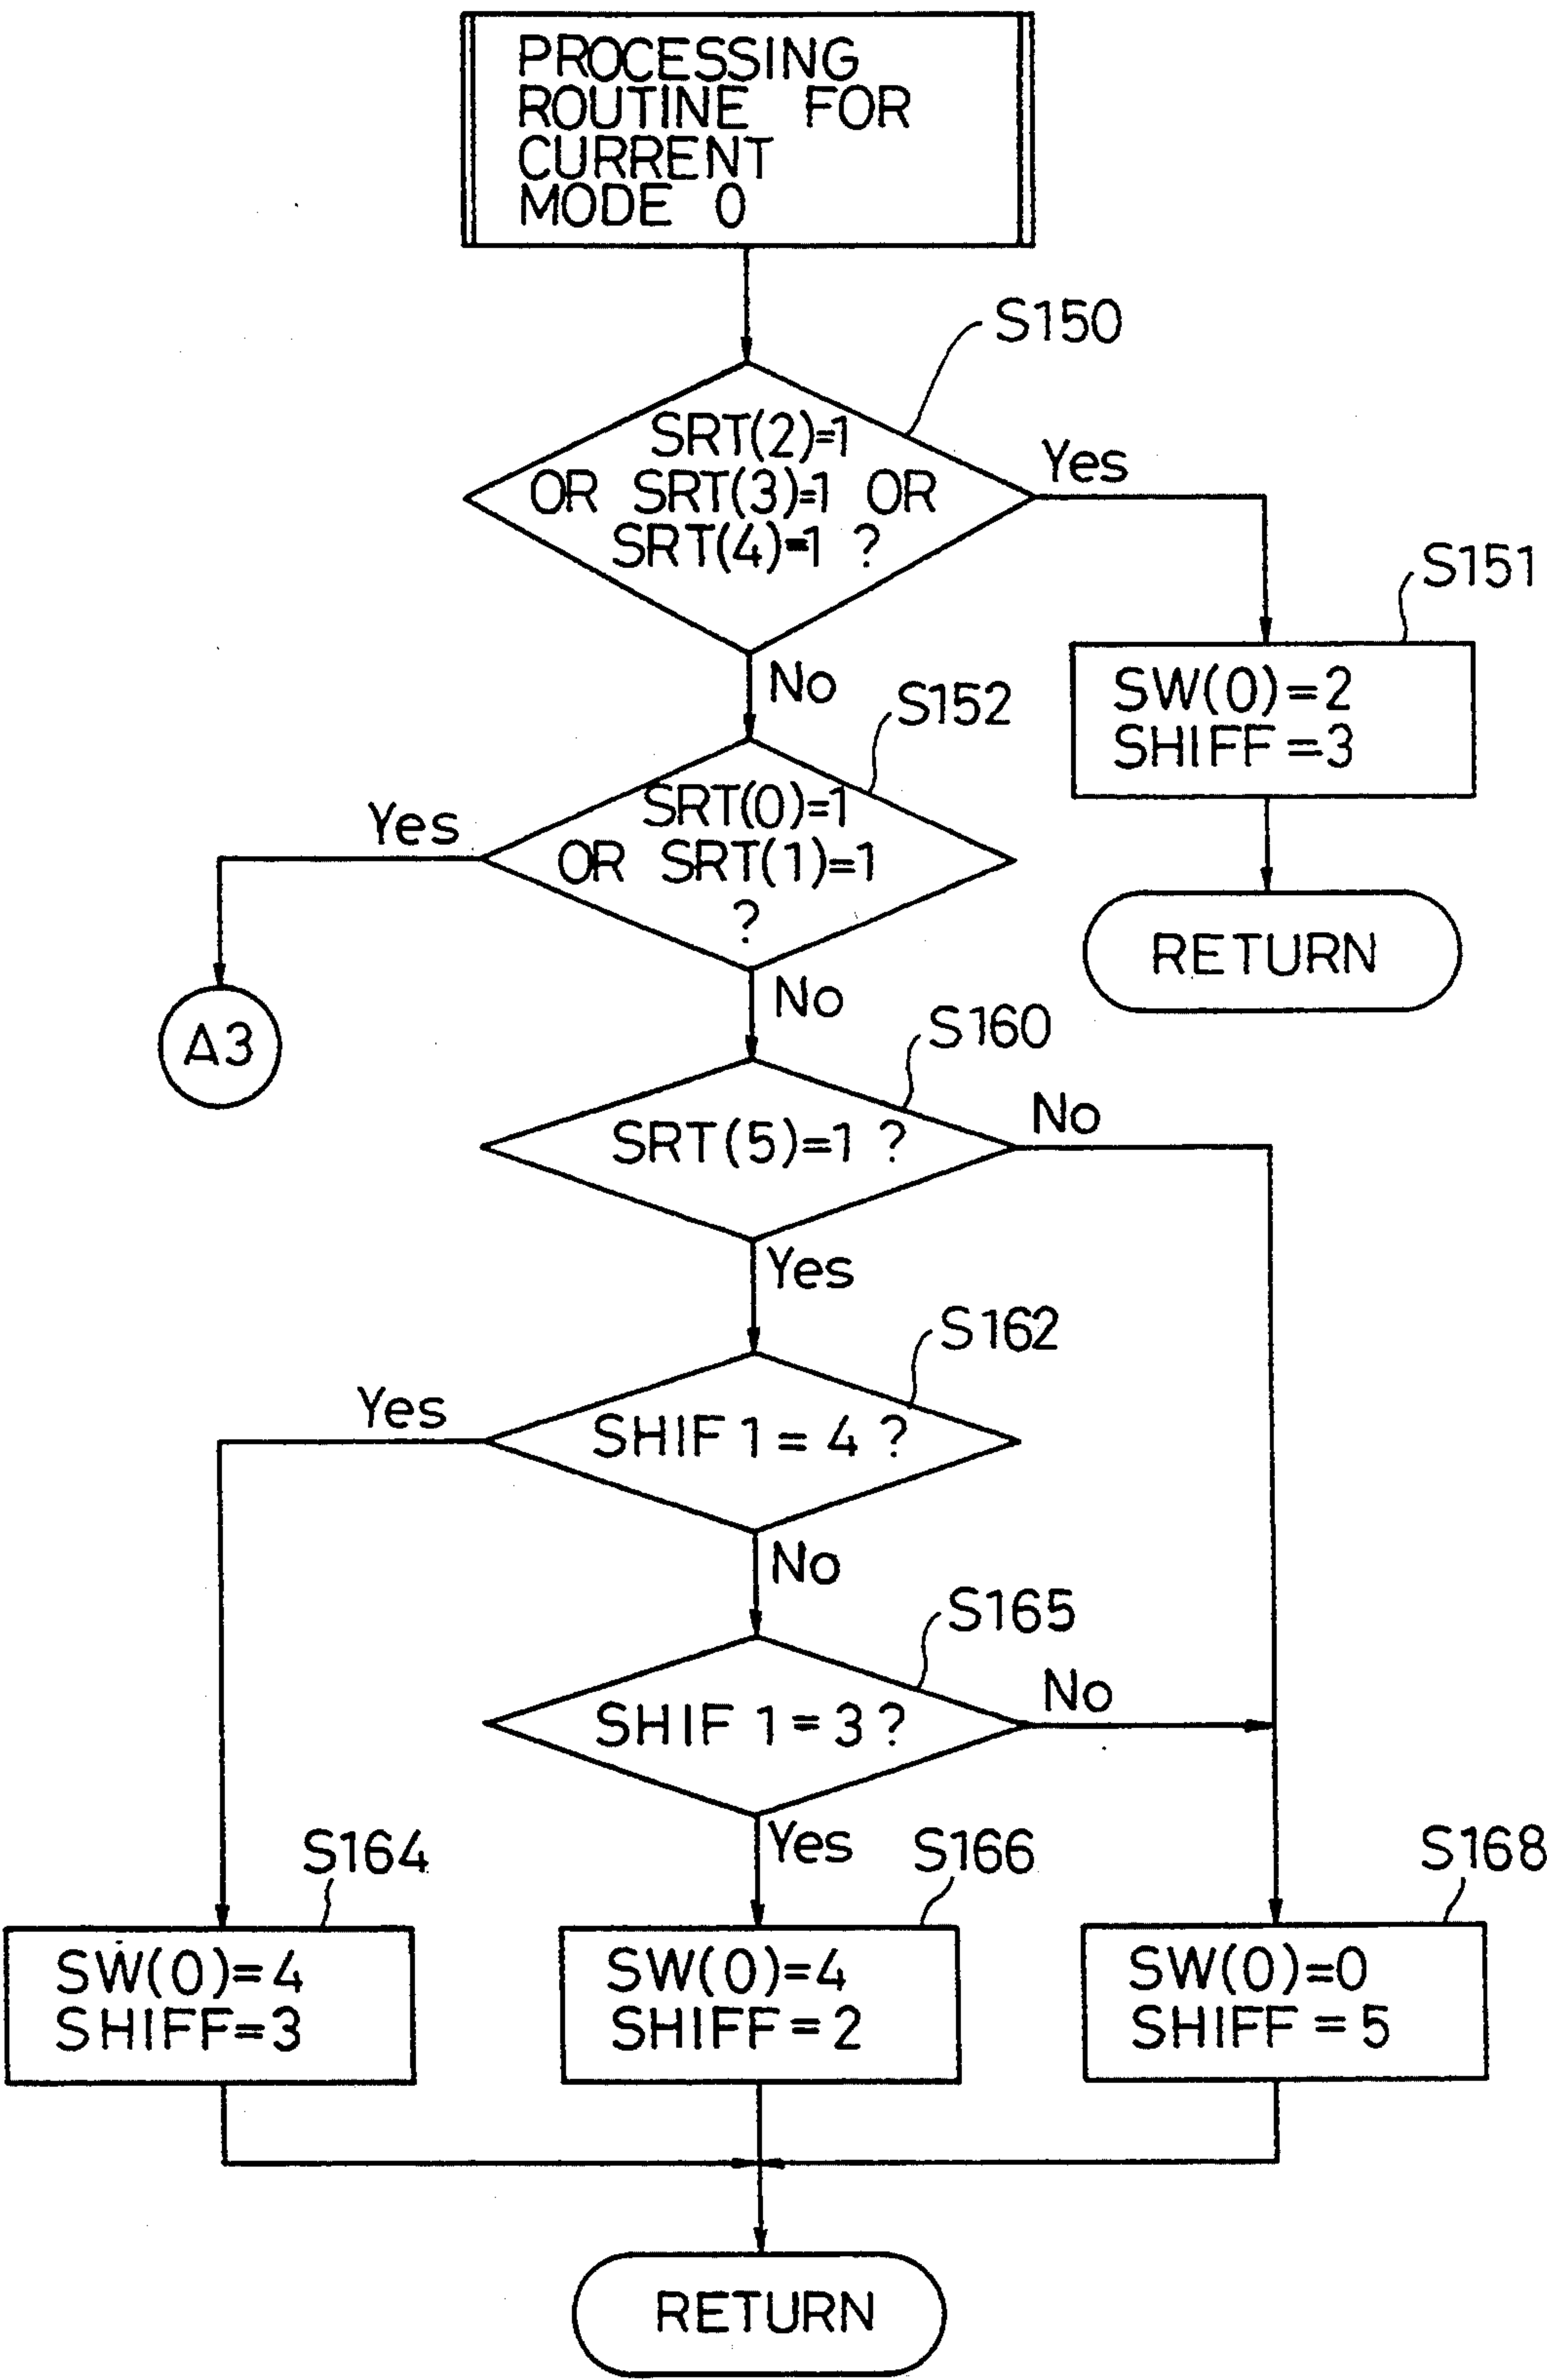 PROCESSING
ROUTINE FOR
CURRENT
MODE 0
S150
SRT(2)=1
OR SRT(3)=1 OR
SRT(4)=1 ?
Yes
S151
SW(0)=2
SHIFF=3
RETURN
No
S152
SRT(0)=1
OR SRT(1)=1
?
Yes
A3
No
S160
SRT(5)=1 ?
No
Yes
S162
SHIF 1=4 ?
Yes
No
S165
SHIF 1=3 ?
No
Yes
S164
SW(0)=4
SHIFF=3
S166
SW(0)=4
SHIFF=2
S168
SW(0)=0
SHIFF=5
RETURN